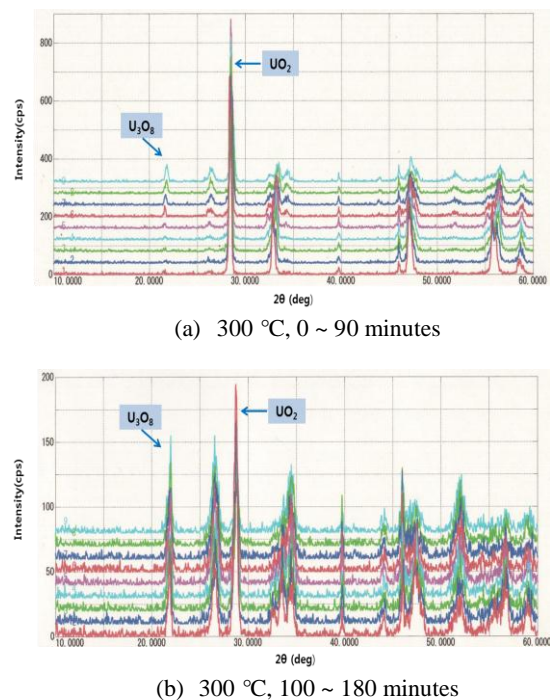 800
600
400
200
0
Intensity(cps)
UO2
U3O8
10.0000 20.0000 30.0000 40.0000 50.0000 60.0000
2θ (deg)
(a) 300 ℃, 0 ~ 90 minutes
200
150
100
50
0
Intensity(cps)
U3O8
UO2
10.0000 20.0000 30.0000 40.0000 50.0000 60.0000
2θ (deg)
(b) 300 ℃, 100 ~ 180 minutes